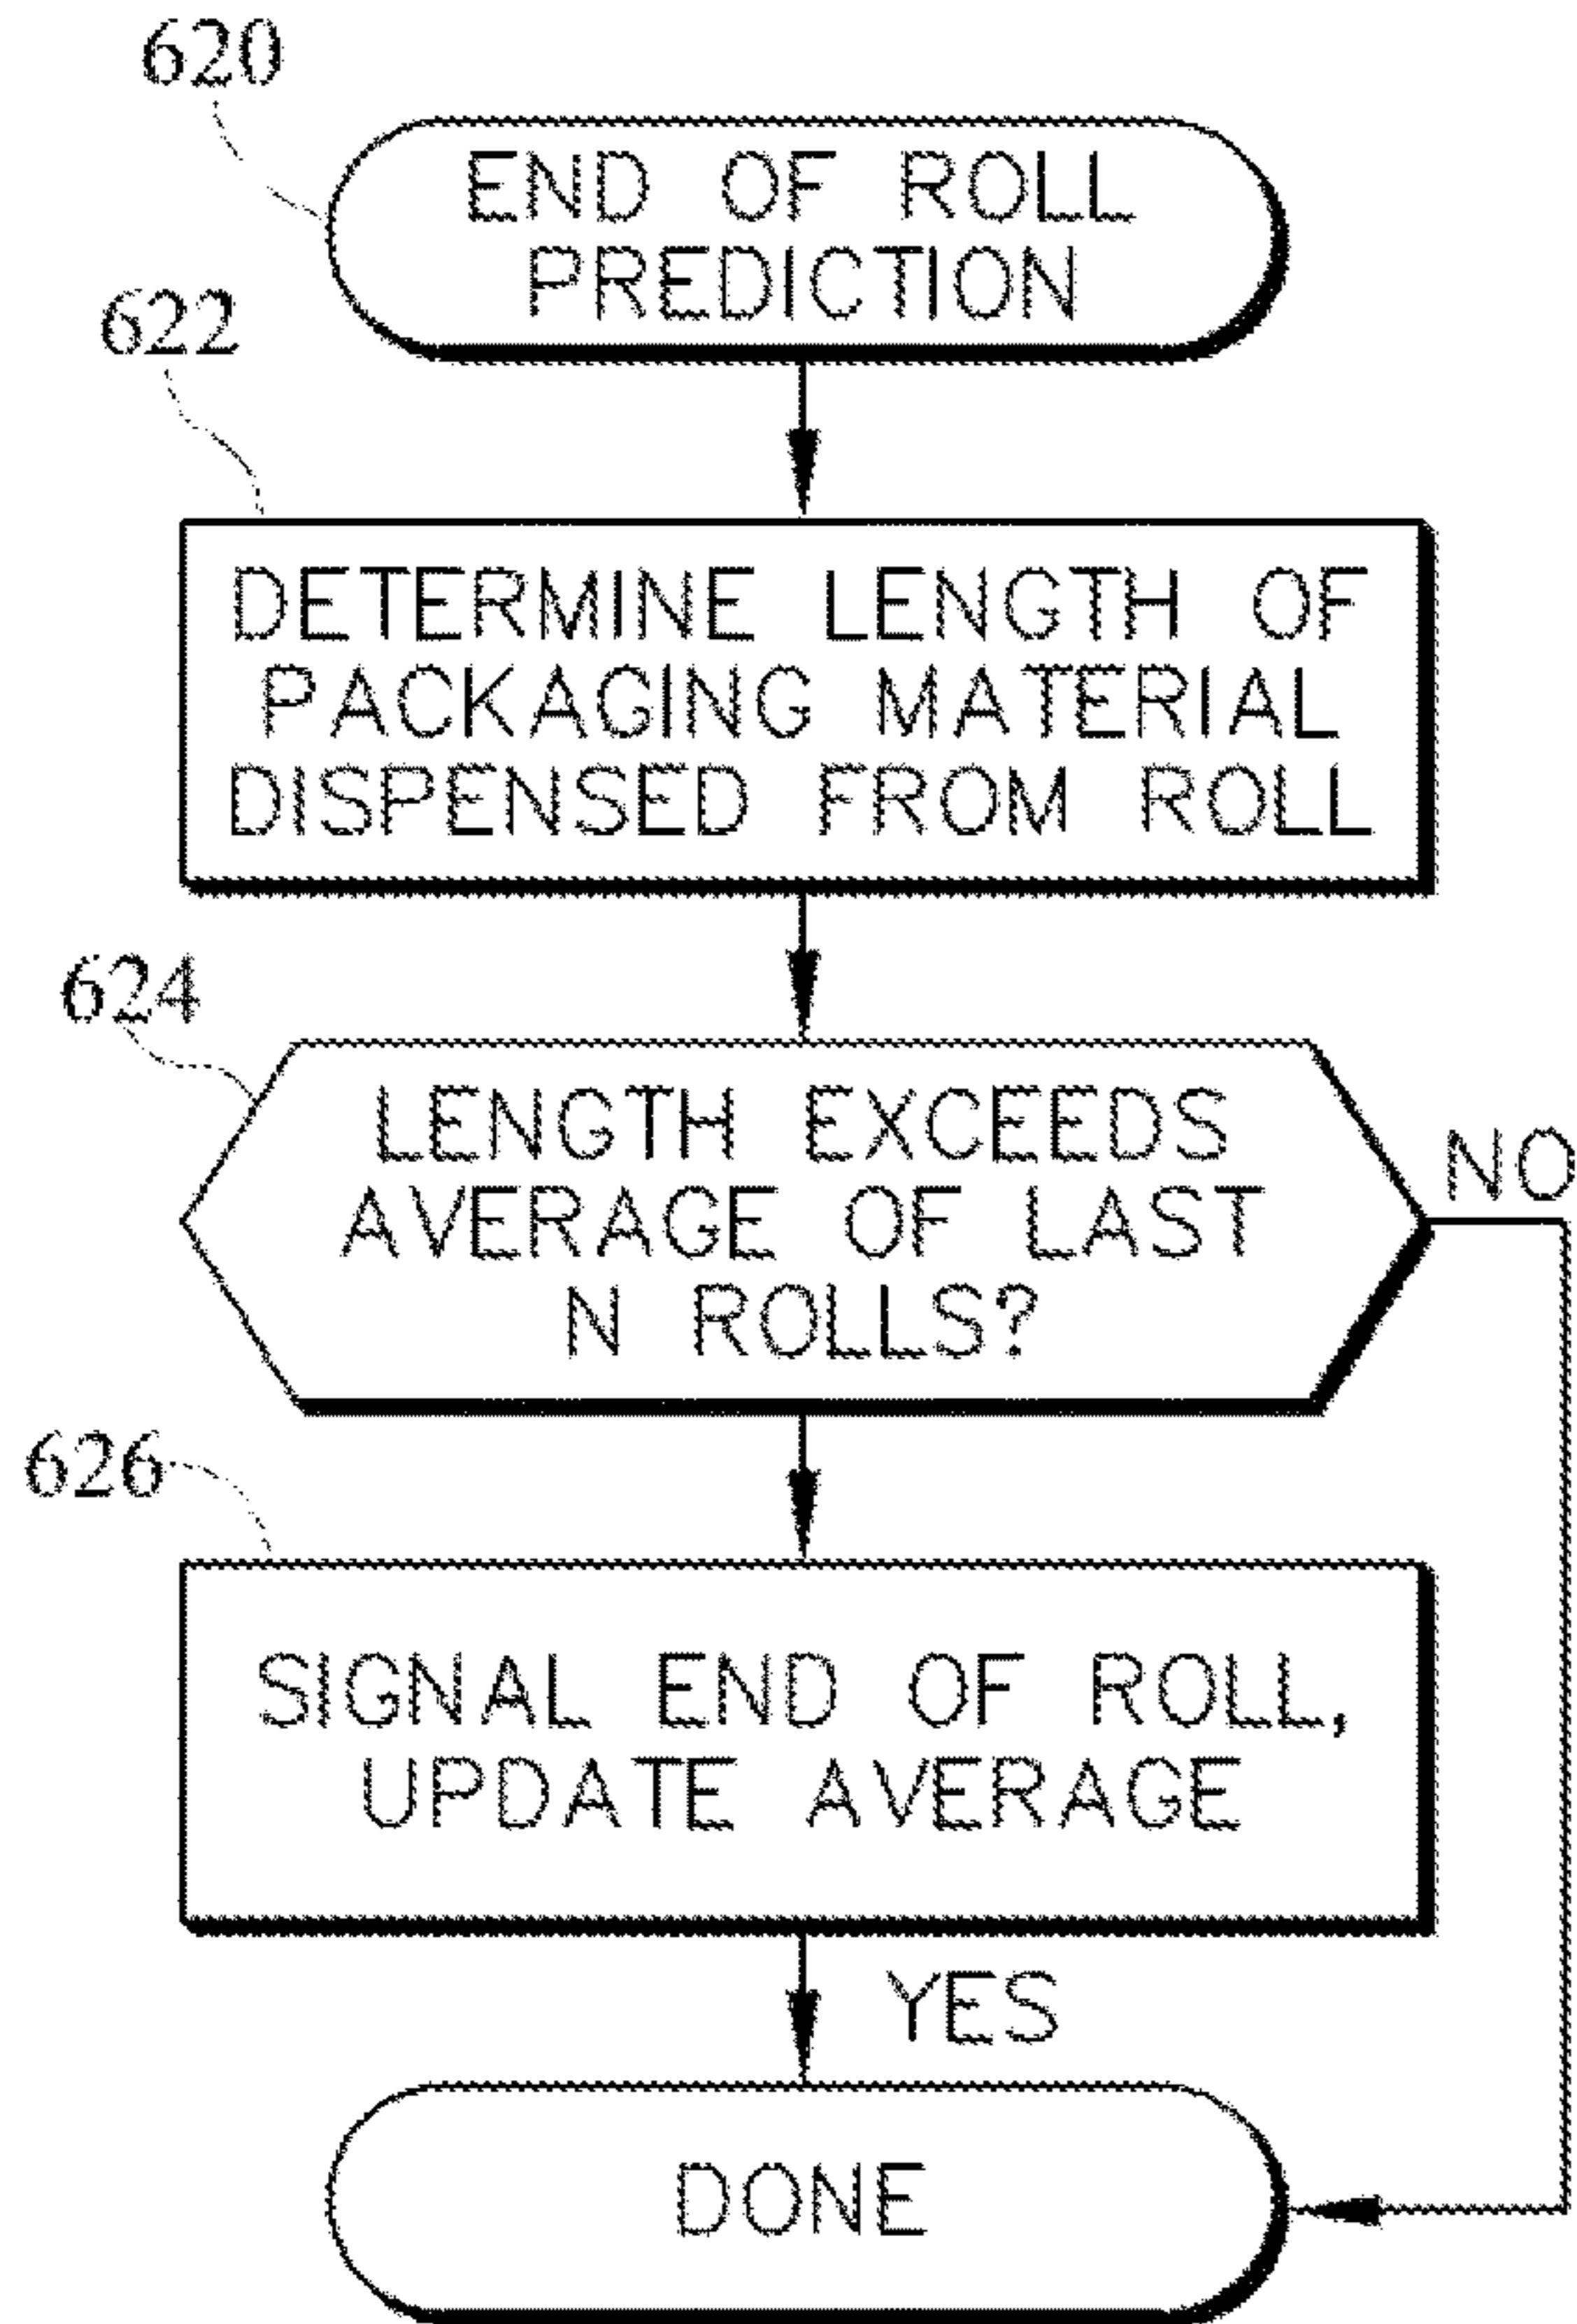 620
END OF ROLL
PREDICTION
622
DETERMINE LENGTH OF
PACKAGING MATERIAL
DISPENSED FROM ROLL
624
LENGTH EXCEEDS
AVERAGE OF LAST
N ROLLS?
NO
626
SIGNAL END OF ROLL,
UPDATE AVERAGE
YES
DONE